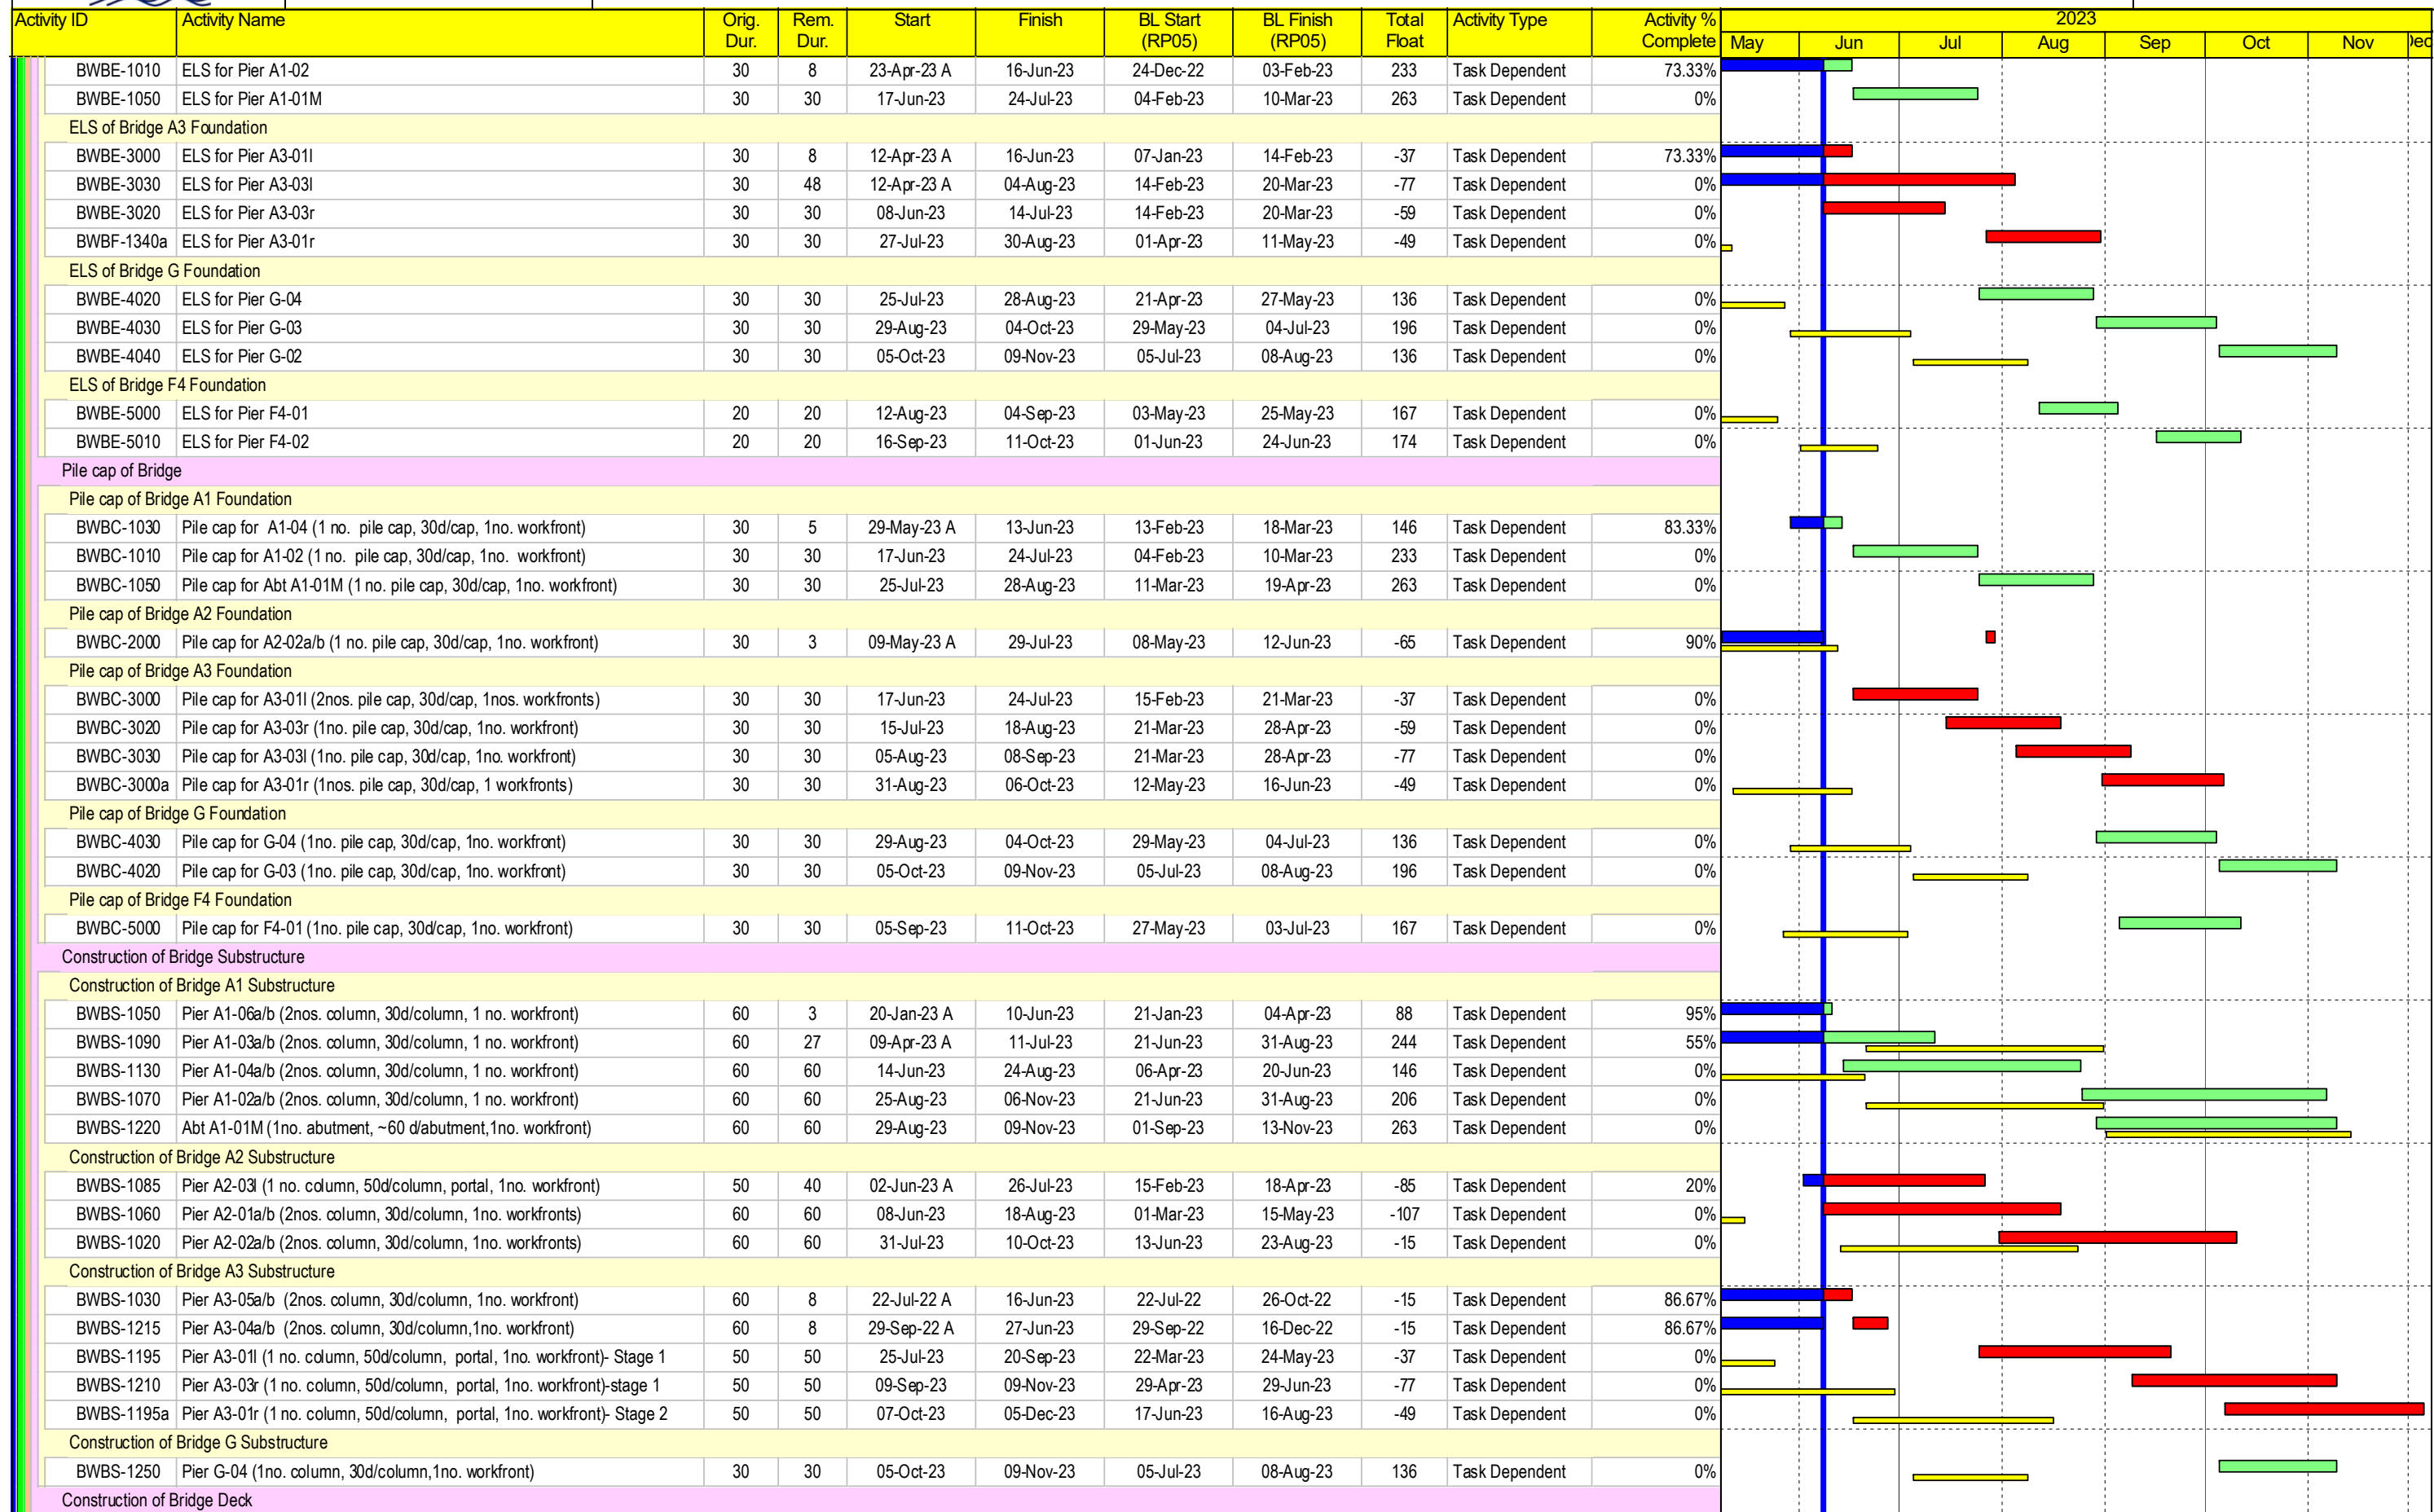 Activity ID Activity Name Orig. Dur. Rem. Dur. Start Finish BL Start (RP05) BL Finish (RP05) Total Float Activity Type Activity % Complete 2023
May Jun Jul Aug Sep Oct Nov Dec
BWBE-1010 ELS for Pier A1-02 30 8 23-Apr-23 A 16-Jun-23 24-Dec-22 03-Feb-23 233 Task Dependent 73.33%
BWBE-1050 ELS for Pier A1-01M 30 30 17-Jun-23 24-Jul-23 04-Feb-23 10-Mar-23 263 Task Dependent 0%
ELS of Bridge A3 Foundation
BWBE-3000 ELS for Pier A3-01l 30 8 12-Apr-23 A 16-Jun-23 07-Jan-23 14-Feb-23 -37 Task Dependent 73.33%
BWBE-3030 ELS for Pier A3-03l 30 48 12-Apr-23 A 04-Aug-23 14-Feb-23 20-Mar-23 -77 Task Dependent 0%
BWBE-3020 ELS for Pier A3-03r 30 30 08-Jun-23 14-Jul-23 14-Feb-23 20-Mar-23 -59 Task Dependent 0%
BWBF-1340a ELS for Pier A3-01r 30 30 27-Jul-23 30-Aug-23 01-Apr-23 11-May-23 -49 Task Dependent 0%
ELS of Bridge G Foundation
BWBE-4020 ELS for Pier G-04 30 30 25-Jul-23 28-Aug-23 21-Apr-23 27-May-23 136 Task Dependent 0%
BWBE-4030 ELS for Pier G-03 30 30 29-Aug-23 04-Oct-23 29-May-23 04-Jul-23 196 Task Dependent 0%
BWBE-4040 ELS for Pier G-02 30 30 05-Oct-23 09-Nov-23 05-Jul-23 08-Aug-23 136 Task Dependent 0%
ELS of Bridge F4 Foundation
BWBE-5000 ELS for Pier F4-01 20 20 12-Aug-23 04-Sep-23 03-May-23 25-May-23 167 Task Dependent 0%
BWBE-5010 ELS for Pier F4-02 20 20 16-Sep-23 11-Oct-23 01-Jun-23 24-Jun-23 174 Task Dependent 0%
Pile cap of Bridge
Pile cap of Bridge A1 Foundation
BWBC-1030 Pile cap for A1-04 (1 no. pile cap, 30d/cap, 1no. workfront) 30 5 29-May-23 A 13-Jun-23 13-Feb-23 18-Mar-23 146 Task Dependent 83.33%
BWBC-1010 Pile cap for A1-02 (1 no. pile cap, 30d/cap, 1no. workfront) 30 30 17-Jun-23 24-Jul-23 04-Feb-23 10-Mar-23 233 Task Dependent 0%
BWBC-1050 Pile cap for Abt A1-01M (1 no. pile cap, 30d/cap, 1no. workfront) 30 30 25-Jul-23 28-Aug-23 11-Mar-23 19-Apr-23 263 Task Dependent 0%
Pile cap of Bridge A2 Foundation
BWBC-2000 Pile cap for A2-02a/b (1 no. pile cap, 30d/cap, 1no. workfront) 30 3 09-May-23 A 29-Jul-23 08-May-23 12-Jun-23 -65 Task Dependent 90%
Pile cap of Bridge A3 Foundation
BWBC-3000 Pile cap for A3-01l (2nos. pile cap, 30d/cap, 1nos. workfronts) 30 30 17-Jun-23 24-Jul-23 15-Feb-23 21-Mar-23 -37 Task Dependent 0%
BWBC-3020 Pile cap for A3-03r (1no. pile cap, 30d/cap, 1no. workfront) 30 30 15-Jul-23 18-Aug-23 21-Mar-23 28-Apr-23 -59 Task Dependent 0%
BWBC-3030 Pile cap for A3-03l (1no. pile cap, 30d/cap, 1no. workfront) 30 30 05-Aug-23 08-Sep-23 21-Mar-23 28-Apr-23 -77 Task Dependent 0%
BWBC-3000a Pile cap for A3-01r (1nos. pile cap, 30d/cap, 1 workfronts) 30 30 31-Aug-23 06-Oct-23 12-May-23 16-Jun-23 -49 Task Dependent 0%
Pile cap of Bridge G Foundation
BWBC-4030 Pile cap for G-04 (1no. pile cap, 30d/cap, 1no. workfront) 30 30 29-Aug-23 04-Oct-23 29-May-23 04-Jul-23 136 Task Dependent 0%
BWBC-4020 Pile cap for G-03 (1no. pile cap, 30d/cap, 1no. workfront) 30 30 05-Oct-23 09-Nov-23 05-Jul-23 08-Aug-23 196 Task Dependent 0%
Pile cap of Bridge F4 Foundation
BWBC-5000 Pile cap for F4-01 (1no. pile cap, 30d/cap, 1no. workfront) 30 30 05-Sep-23 11-Oct-23 27-May-23 03-Jul-23 167 Task Dependent 0%
Construction of Bridge Substructure
Construction of Bridge A1 Substructure
BWBS-1050 Pier A1-06a/b (2nos. column, 30d/column, 1 no. workfront) 60 3 20-Jan-23 A 10-Jun-23 21-Jan-23 04-Apr-23 88 Task Dependent 95%
BWBS-1090 Pier A1-03a/b (2nos. column, 30d/column, 1 no. workfront) 60 27 09-Apr-23 A 11-Jul-23 21-Jun-23 31-Aug-23 244 Task Dependent 55%
BWBS-1130 Pier A1-04a/b (2nos. column, 30d/column, 1 no. workfront) 60 60 14-Jun-23 24-Aug-23 06-Apr-23 20-Jun-23 146 Task Dependent 0%
BWBS-1070 Pier A1-02a/b (2nos. column, 30d/column, 1 no. workfront) 60 60 25-Aug-23 06-Nov-23 21-Jun-23 31-Aug-23 206 Task Dependent 0%
BWBS-1220 Abt A1-01M (1no. abutment, ~60 d/abutment,1no. workfront) 60 60 29-Aug-23 09-Nov-23 01-Sep-23 13-Nov-23 263 Task Dependent 0%
Construction of Bridge A2 Substructure
BWBS-1085 Pier A2-03l (1 no. column, 50d/column, portal, 1no. workfront) 50 40 02-Jun-23 A 26-Jul-23 15-Feb-23 18-Apr-23 -85 Task Dependent 20%
BWBS-1060 Pier A2-01a/b (2nos. column, 30d/column, 1no. workfronts) 60 60 08-Jun-23 18-Aug-23 01-Mar-23 15-May-23 -107 Task Dependent 0%
BWBS-1020 Pier A2-02a/b (2nos. column, 30d/column, 1no. workfronts) 60 60 31-Jul-23 10-Oct-23 13-Jun-23 23-Aug-23 -15 Task Dependent 0%
Construction of Bridge A3 Substructure
BWBS-1030 Pier A3-05a/b (2nos. column, 30d/column, 1no. workfront) 60 8 22-Jul-22 A 16-Jun-23 22-Jul-22 26-Oct-22 -15 Task Dependent 86.67%
BWBS-1215 Pier A3-04a/b (2nos. column, 30d/column,1no. workfront) 60 8 29-Sep-22 A 27-Jun-23 29-Sep-22 16-Dec-22 -15 Task Dependent 86.67%
BWBS-1195 Pier A3-01l (1 no. column, 50d/column, portal, 1no. workfront)- Stage 1 50 50 25-Jul-23 20-Sep-23 22-Mar-23 24-May-23 -37 Task Dependent 0%
BWBS-1210 Pier A3-03r (1 no. column, 50d/column, portal, 1no. workfront)-stage 1 50 50 09-Sep-23 09-Nov-23 29-Apr-23 29-Jun-23 -77 Task Dependent 0%
BWBS-1195a Pier A3-01r (1 no. column, 50d/column, portal, 1no. workfront)- Stage 2 50 50 07-Oct-23 05-Dec-23 17-Jun-23 16-Aug-23 -49 Task Dependent 0%
Construction of Bridge G Substructure
BWBS-1250 Pier G-04 (1no. column, 30d/column,1no. workfront) 30 30 05-Oct-23 09-Nov-23 05-Jul-23 08-Aug-23 136 Task Dependent 0%
Construction of Bridge Deck